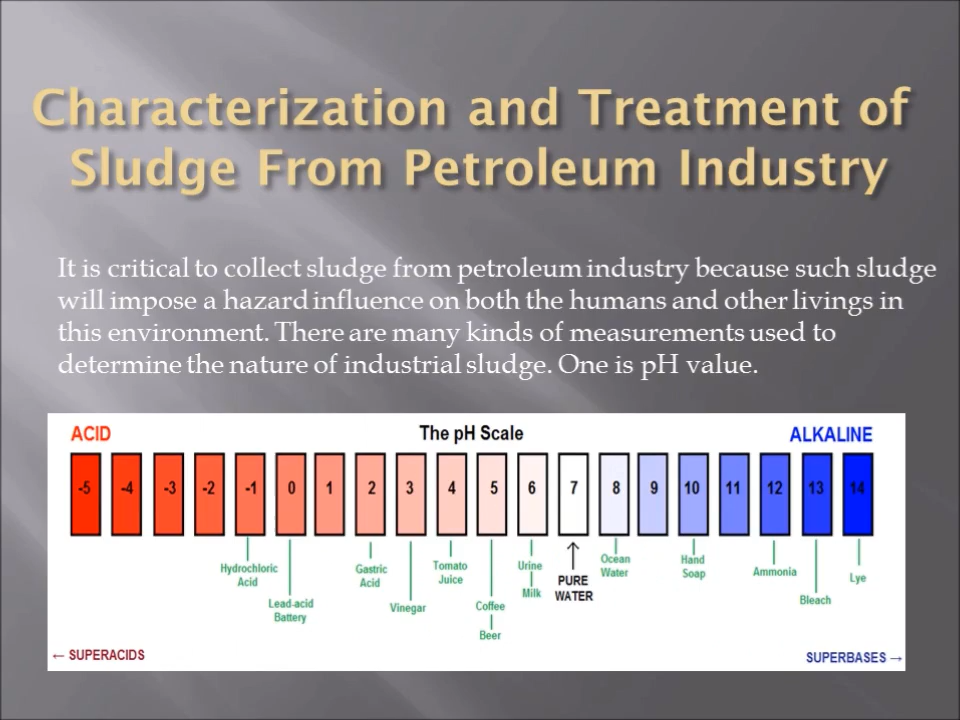 Characterization and Treatment of
Sludge From Petroleum Industry
It is critical to collect sludge from petroleum industry because such sludge
will impose a hazard influence on both the humans and other livings in
this environment. There are many kinds of measurements used to
determine the nature of industrial sludge. One is pH value.
ACID The pH Scale ALKALINE
-5 -4 -3 -2 -1 0 1 2 3 4 5 6 7 8 9 10 11 12 13 14
Hydrochloric
Acid
Lead-acid
Battery
Gastric
Acid
Vinegar
Tomato
Juice
Coffee
Beer
Urine
Milk
PURE
WATER
Ocean
Water
Hand
Soap
Ammonia
Bleach
Lye
← SUPERACIDS
SUPERBASES →